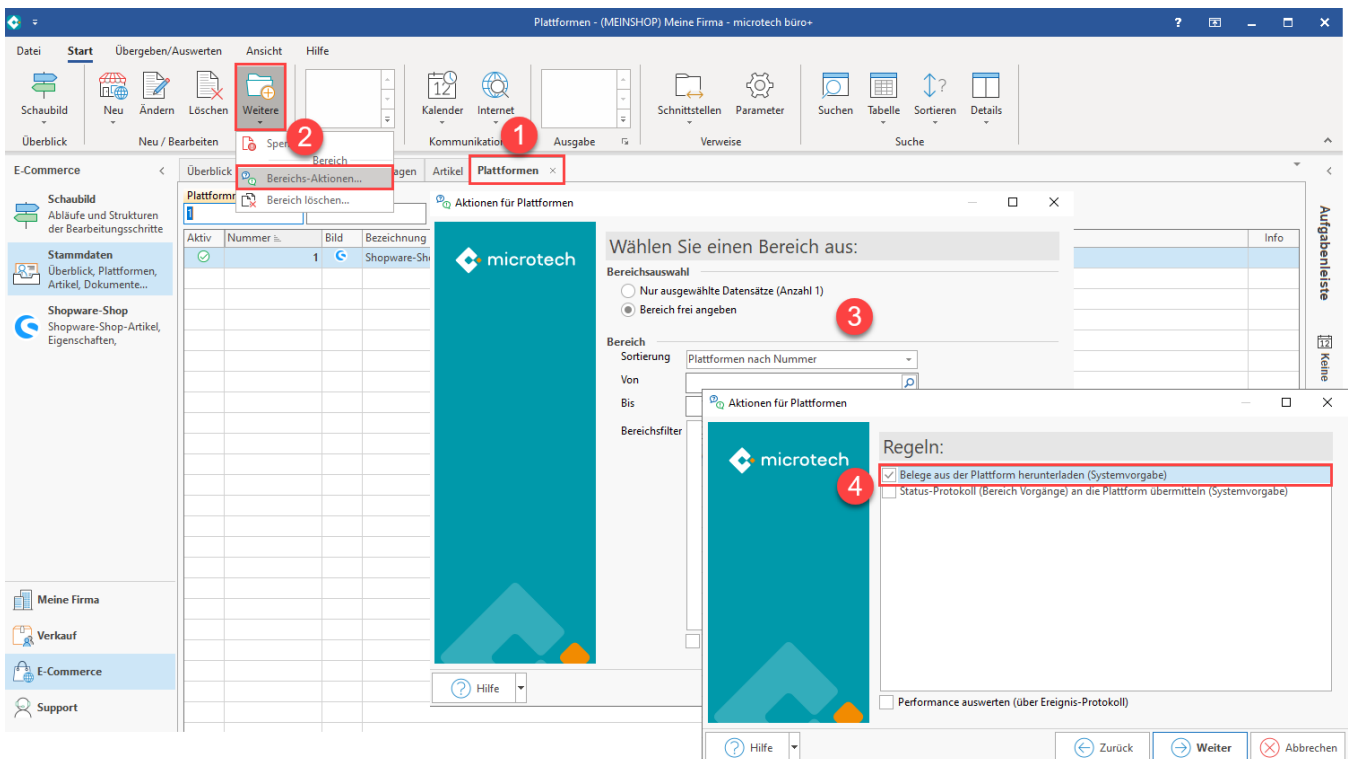 Plattformen - (MEINSHOP) Meine Firma - microtech büro+
?
Datei Start Übergeben/Auswerten Ansicht Hilfe
Schaubild Neu Ändern Löschen Weitere Kalender Internet Schnittstellen Parameter Suchen Tabelle Sortieren Details
Überblick Neu / Kommunikation Ausgabe Verweise Suche
1
2
Bereich
Bereichs-Aktionen...
Bereich löschen...
E-Commerce
Überblick Artikel Plattformen
Schaubild
Abläufe und Strukturen
der Bearbeitungsschritte
Stammdaten
Überblick, Plattformen,
Artikel, Dokumente...
Shopware-Shop
Shopware-Shop-Artikel,
Eigenschaften,
Meine Firma
Verkauf
E-Commerce
Support
1
Aktiv Nummer Bild Bezeichnung Info
1
Aufgabenleiste
12 Keine
Aktionen für Plattformen
microtech
Wählen Sie einen Bereich aus:
Bereichsauswahl
Nur ausgewählte Datensätze (Anzahl 1)
Bereich frei angeben
3
Bereich
Sortierung Plattformen nach Nummer
Von
Bis
Bereichsfilter
Hilfe
Aktionen für Plattformen
microtech
Regeln:
4
Belege aus der Plattform herunterladen (Systemvorgabe)
Status-Protokoll (Bereich Vorgänge) an die Plattform übermitteln (Systemvorgabe)
Performance auswerten (über Ereignis-Protokoll)
Hilfe Zurück Weiter Abbrechen